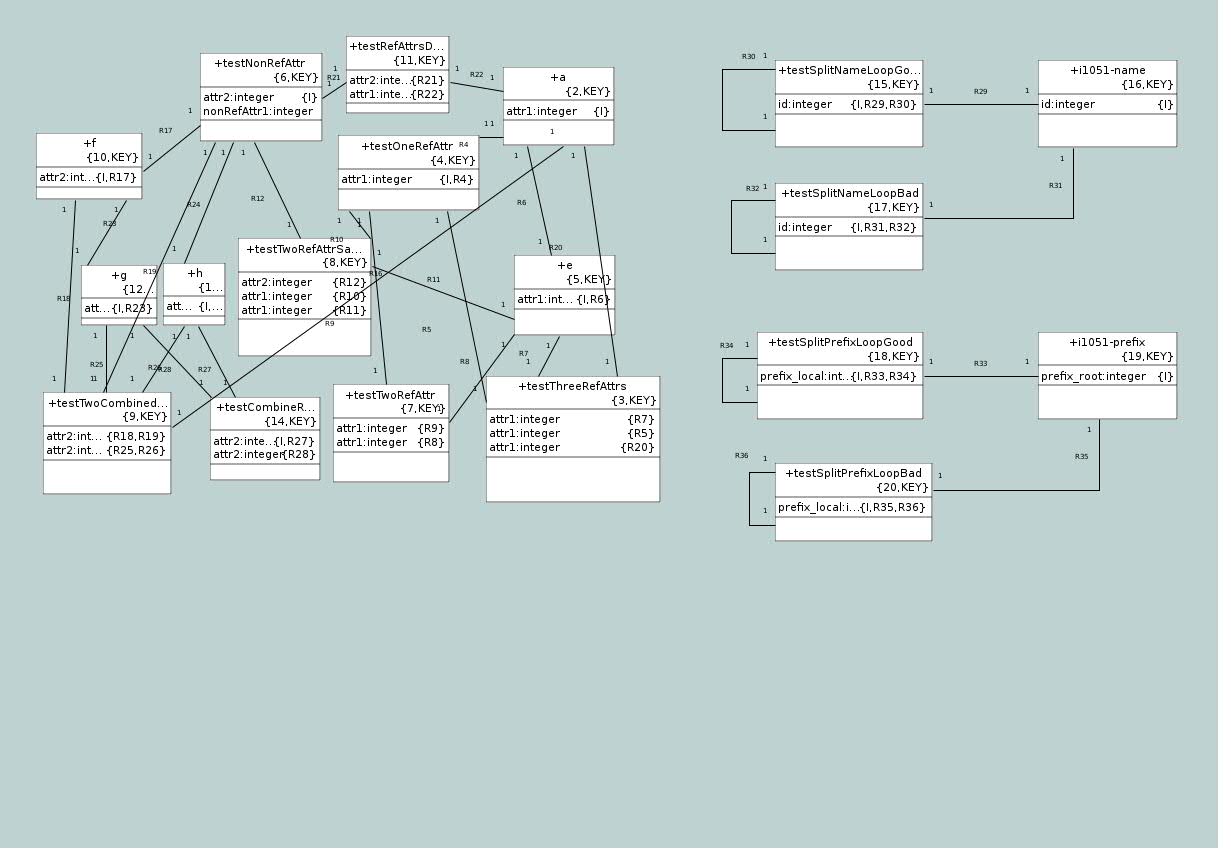 +testNonRefAttr
{6,KEY}
attr2:integer {I}
nonRefAttr1:integer
+testRefAttrsD...
{11,KEY}
attr2:inte... {R21}
attr1:inte... {R22}
+a
{2,KEY}
attr1:integer {I}
1
+f
{10,KEY}
attr2:int... {I,R17}
+testOneRefAttr
{4,KEY}
attr1:integer {I,R4}
+g
{12...
att... {I,R23}
+h
{1...
att... {I,...
+testTwoRefAttrSa...
{8,KEY}
attr2:integer {R12}
attr1:integer {R10}
attr1:integer {R11}
+e
{5,KEY}
attr1:int... {I,R6}
+testTwoCombined...
{9,KEY}
attr2:int... {R18,R19}
attr2:int... {R25,R26}
+testCombineR...
{14,KEY}
attr2:inte... {I,R27}
attr2:integer {R28}
+testTwoRefAttr
{7,KEY}
attr1:integer {R9}
attr1:integer {R8}
+testThreeRefAttrs
{3,KEY}
attr1:integer {R7}
attr1:integer {R5}
attr1:integer {R20}
R17
R21
R22
R4
R12
R24
R23
R18
R19
R10
R16
R11
R6
R20
R9
R5
R8
R7
R25
R28
R27
+testSplitNameLoopGo...
{15,KEY}
id:integer {I,R29,R30}
+i1051-name
{16,KEY}
id:integer {I}
R30
R29
+testSplitNameLoopBad
{17,KEY}
id:integer {I,R31,R32}
R32
R31
+testSplitPrefixLoopGood
{18,KEY}
prefix_local:int... {I,R33,R34}
+i1051-prefix
{19,KEY}
prefix_root:integer {I}
R34
R33
+testSplitPrefixLoopBad
{20,KEY}
prefix_local:i... {I,R35,R36}
R36
R35